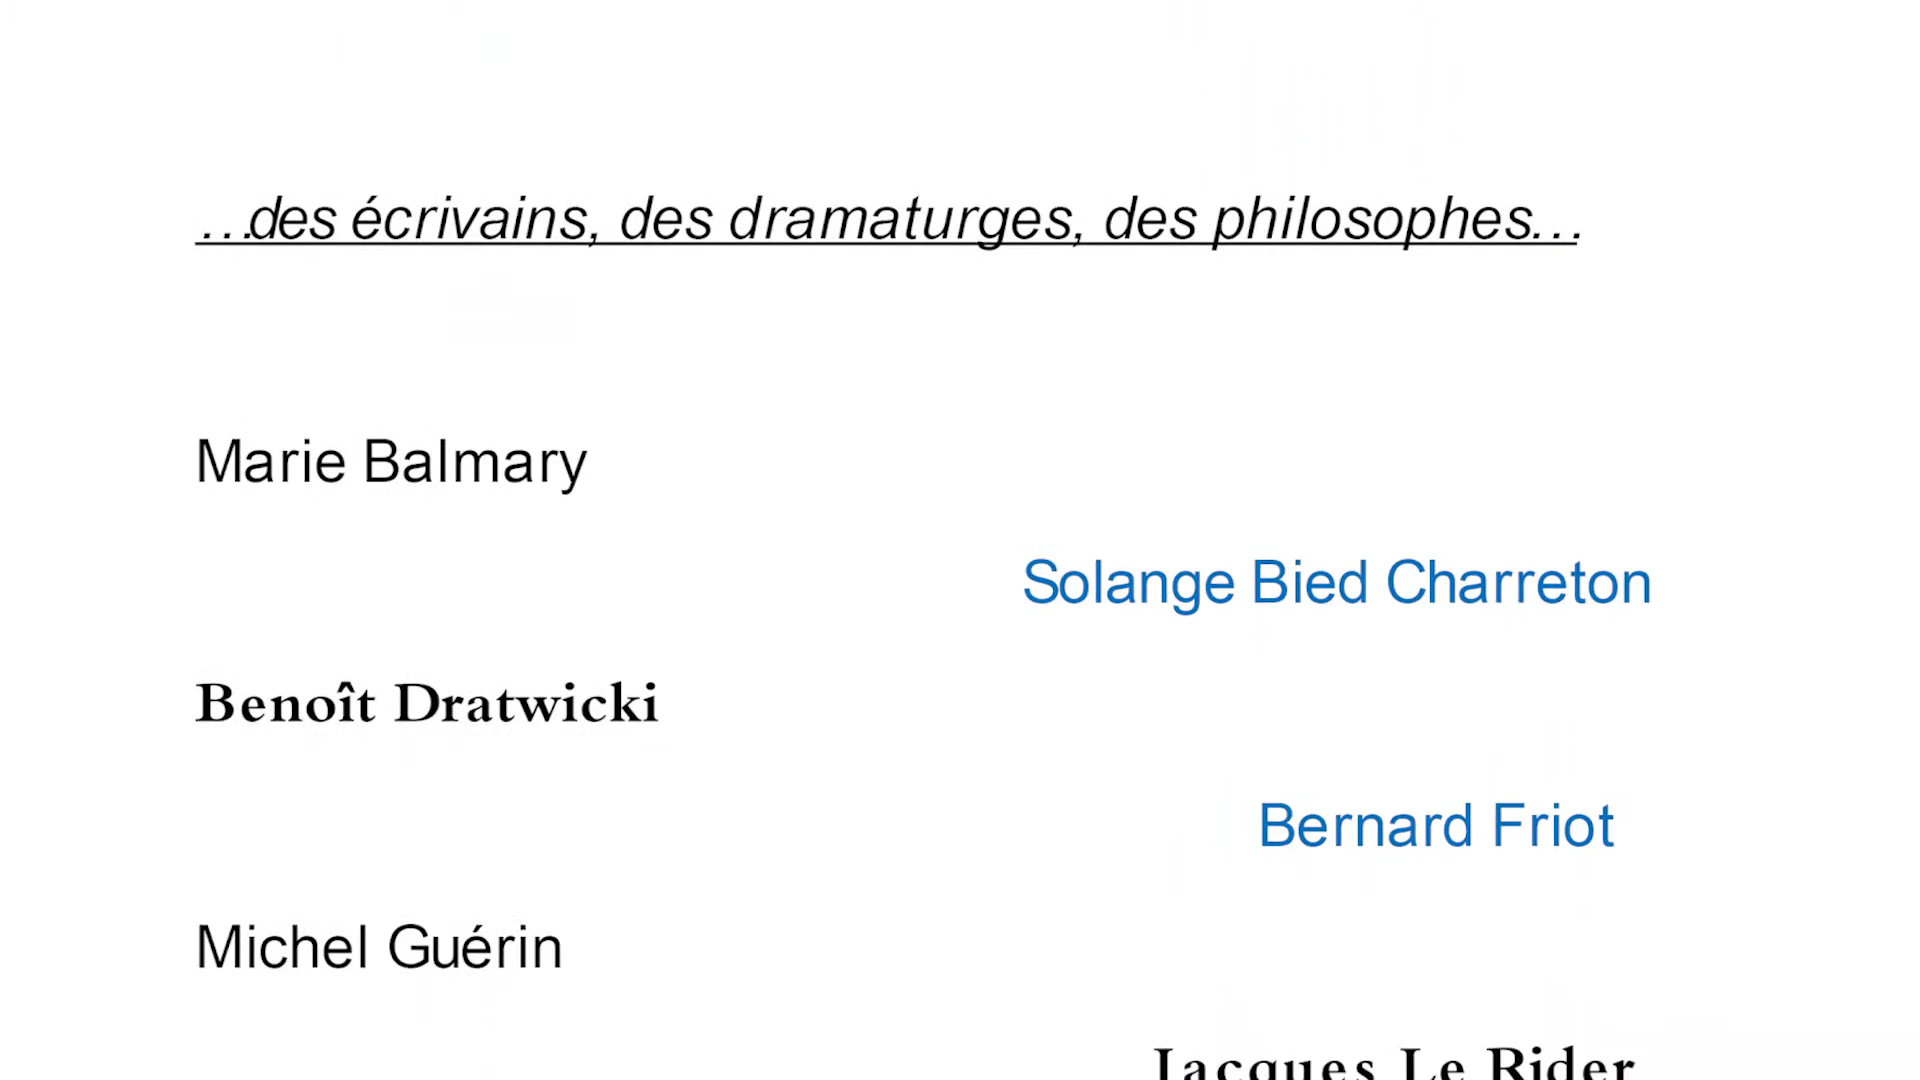 …des écrivains, des dramaturges, des philosophes…
Marie Balmary
Solange Bied Charreton
Benoît Dratwicki
Bernard Friot
Michel Guérin
Jacques Le Rider